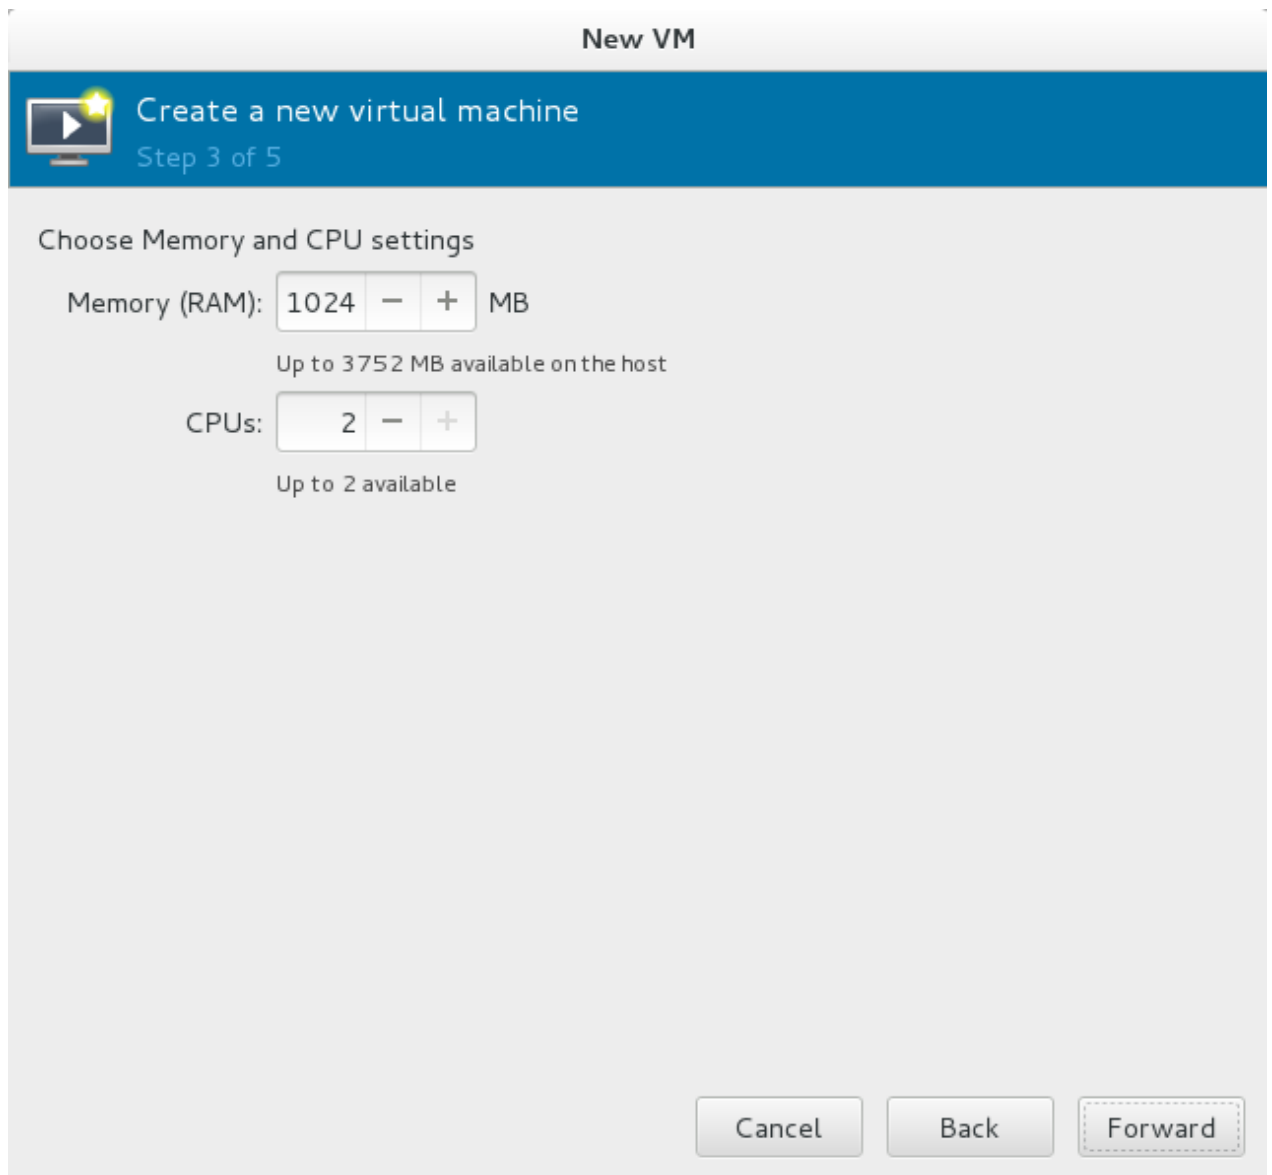 New VM
Create a new virtual machine
Step 3 of 5
Choose Memory and CPU settings
Memory (RAM): 1024 − + MB
Up to 3752 MB available on the host
CPUs: 2 − +
Up to 2 available
Cancel Back Forward